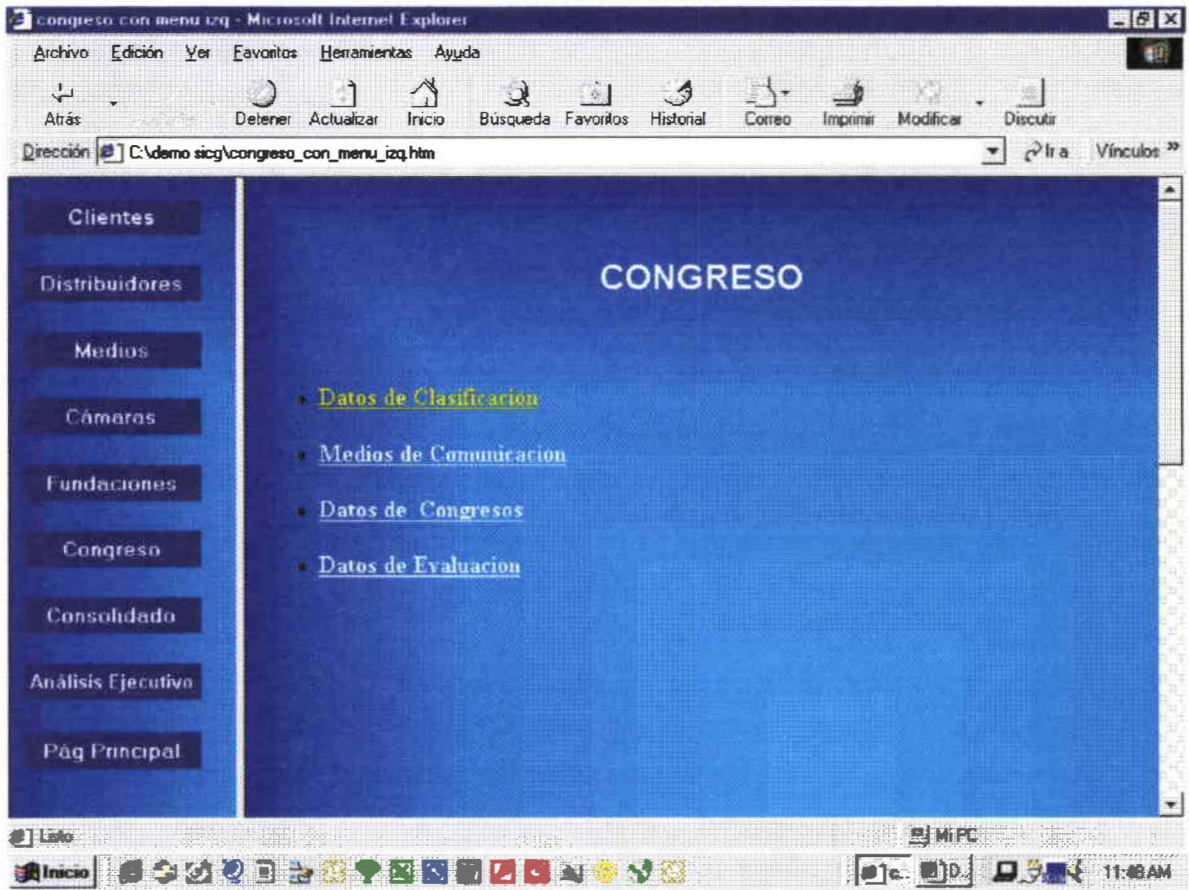 congreso con menu izq - Microsoft Internet Explorer
Archivo Edición Ver Favoritos Herramientas Ayuda
Atrás Detener Actualizar Inicio Búsqueda Favoritos Historial Correo Imprimir Modificar Discutir
Dirección C:\demo sicg\congreso_con_menu_izq.htm Ir a Vínculos »
Clientes
Distribuidores
Medios
Cámaras
Fundaciones
Congreso
Consolidado
Análisis Ejecutivo
Pág Principal
CONGRESO
Datos de Clasificacion
Medios de Comunicacion
Datos de Congresos
Datos de Evaluacion
Listo Mi PC
Inicio c.. D.. 11:48 AM